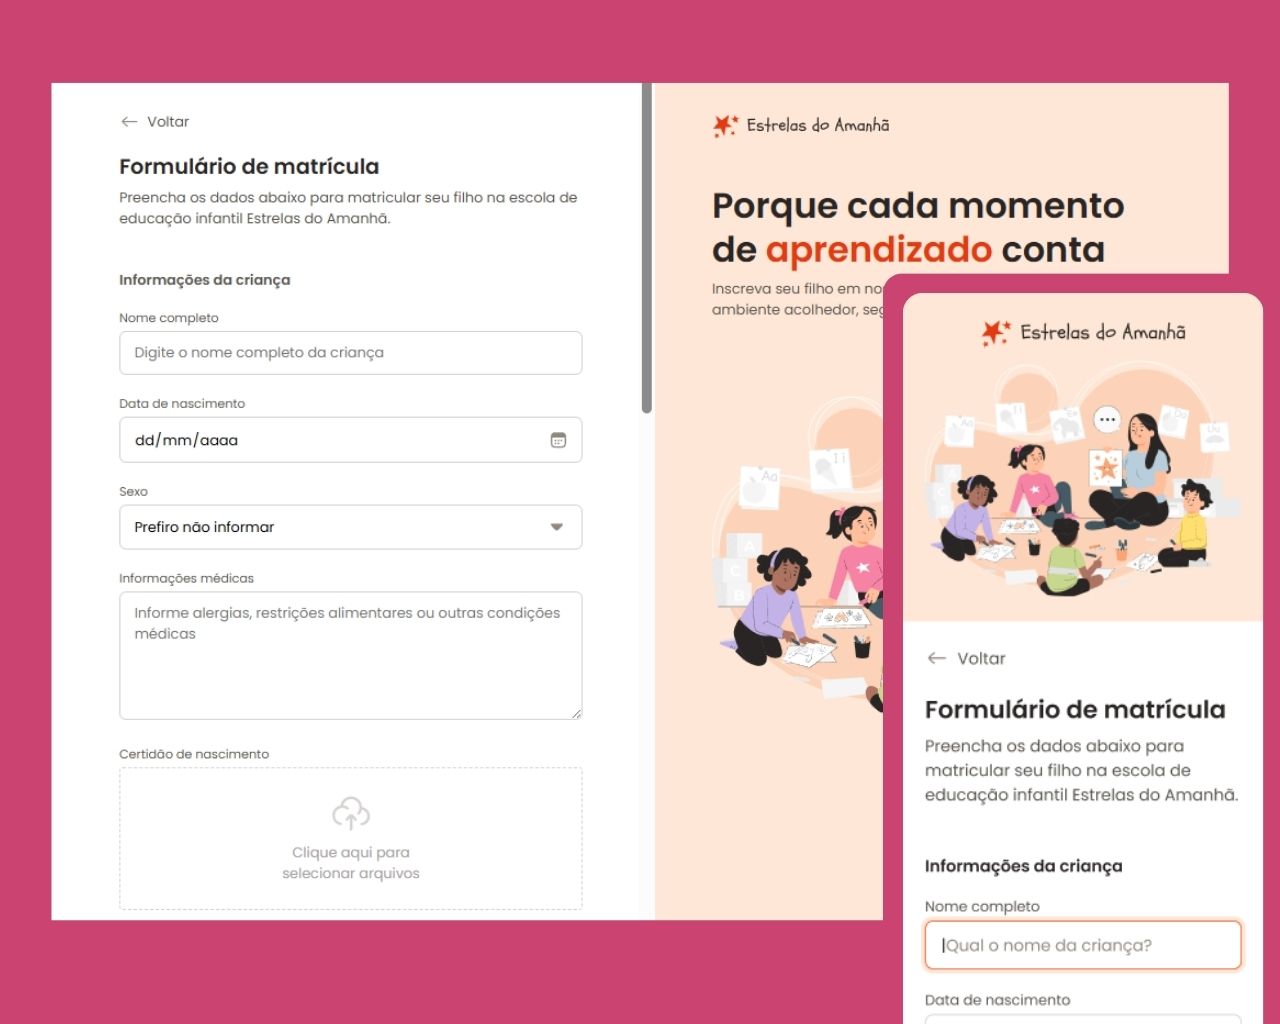 Voltar
Formulário de matrícula
Preencha os dados abaixo para matricular seu filho na escola de
educação infantil Estrelas do Amanhã.
Informações da criança
Nome completo
Digite o nome completo da criança
Data de nascimento
dd/mm/aaaa
Sexo
Prefiro não informar
Informações médicas
Informe alergias, restrições alimentares ou outras condições
médicas
Certidão de nascimento
Clique aqui para
selecionar arquivos
Estrelas do Amanhã
Porque cada momento
de aprendizado conta
Inscreva seu filho em
ambiente acolhedor,
Aa
I i
A
C
B
Estrelas do Amanhã
Aa
I i
Voltar
Formulário de matrícula
Preencha os dados abaixo para
matricular seu filho na escola de
educação infantil Estrelas do Amanhã.
Informações da criança
Nome completo
Qual o nome da criança?
Data de nascimento